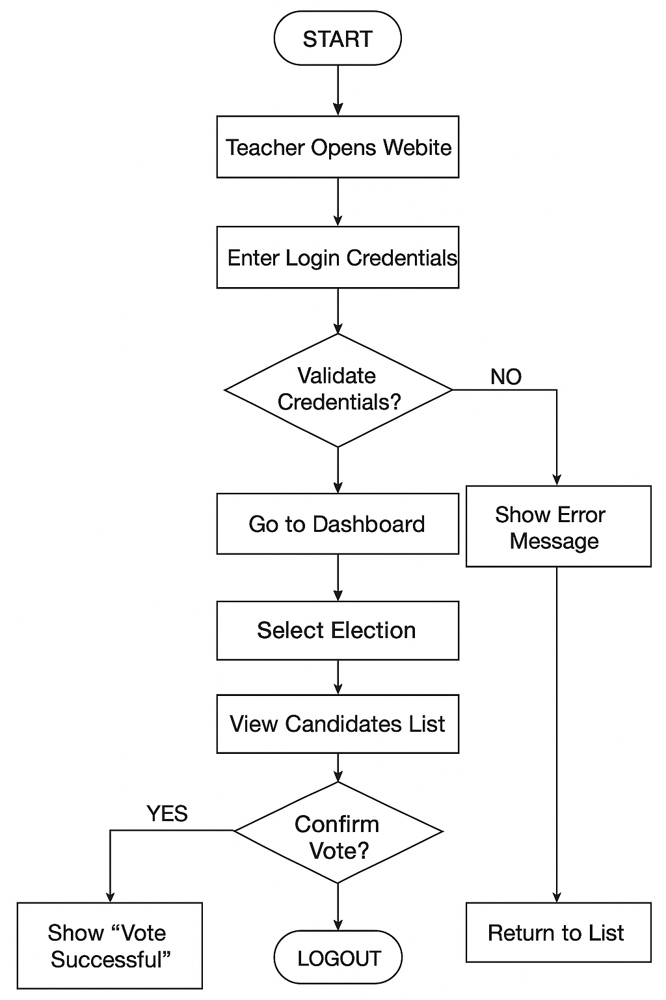 START
Teacher Opens Webite
Enter Login Credentials
Validate
Credentials?
NO
Go to Dashboard
Show Error
Message
Select Election
View Candidates List
YES
Confirm
Vote?
Show “Vote
Successful”
LOGOUT
Return to List